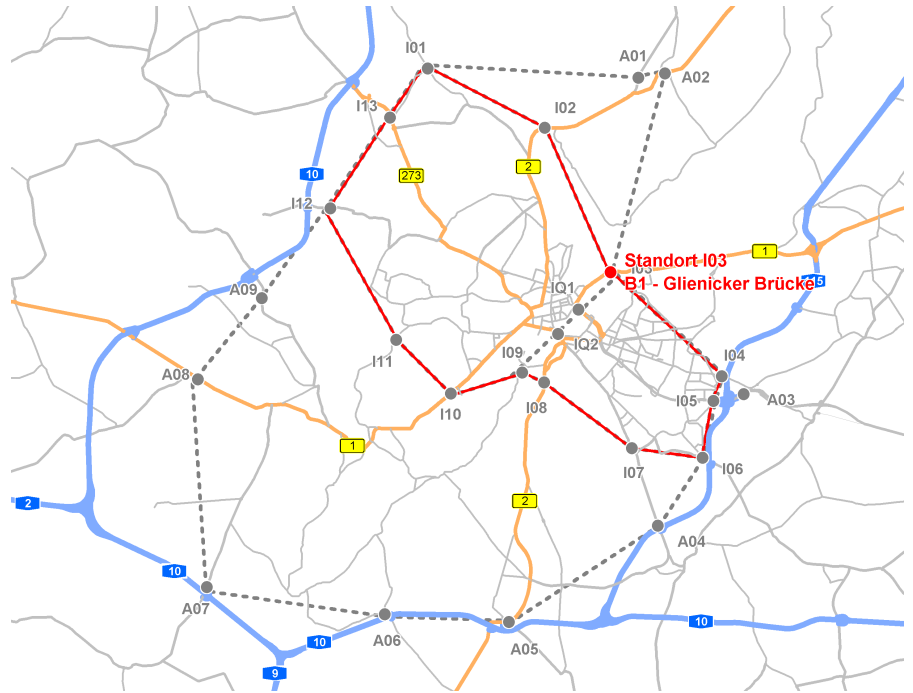 I01
A01
A02
I13
I02
2
10
273
I12
1
Standort I03
I03
B1 - Glienicker Brücke
15
A09
IQ1
IQ2
I11
I09
I04
A08
I10
I08
I05
A03
1
I07
I06
2
2
A04
10
A07
10
A06
A05
10
9